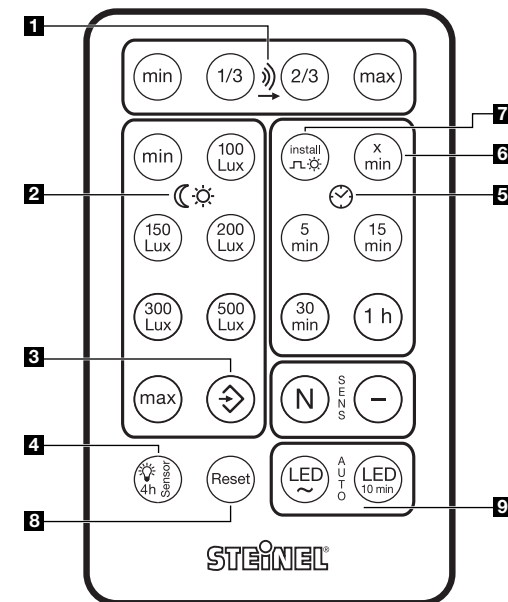 1
min 1/3 2/3 max
7
min 100 Lux install x min
6
2
5
150 Lux 200 Lux 5 min 15 min
300 Lux 500 Lux 30 min 1 h
3
max N SENS –
4
4h Sensor Reset LED ~ AUTO LED 10 min
8
9
STEINEL®